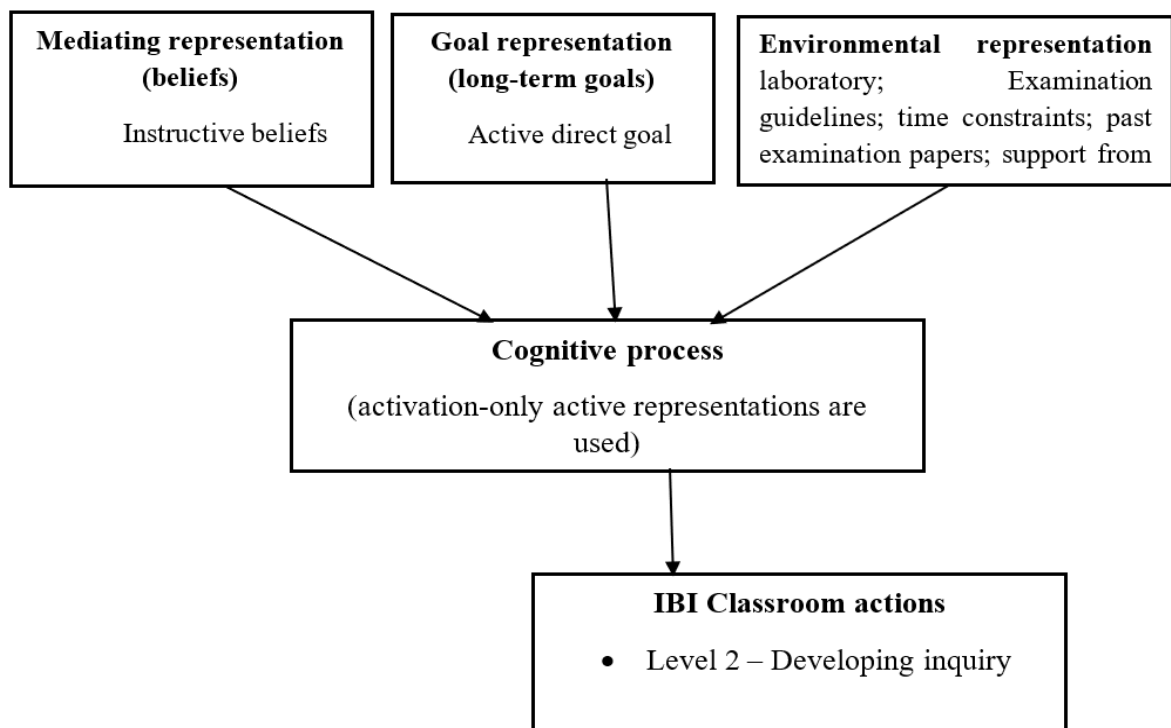 Mediating representation
(beliefs)
Instructive beliefs
Goal representation
(long-term goals)
Active direct goal
Environmental representation
laboratory; Examination
guidelines; time constraints; past
examination papers; support from
Cognitive process
(activation-only active representations are
used)
IBI Classroom actions
• Level 2 – Developing inquiry